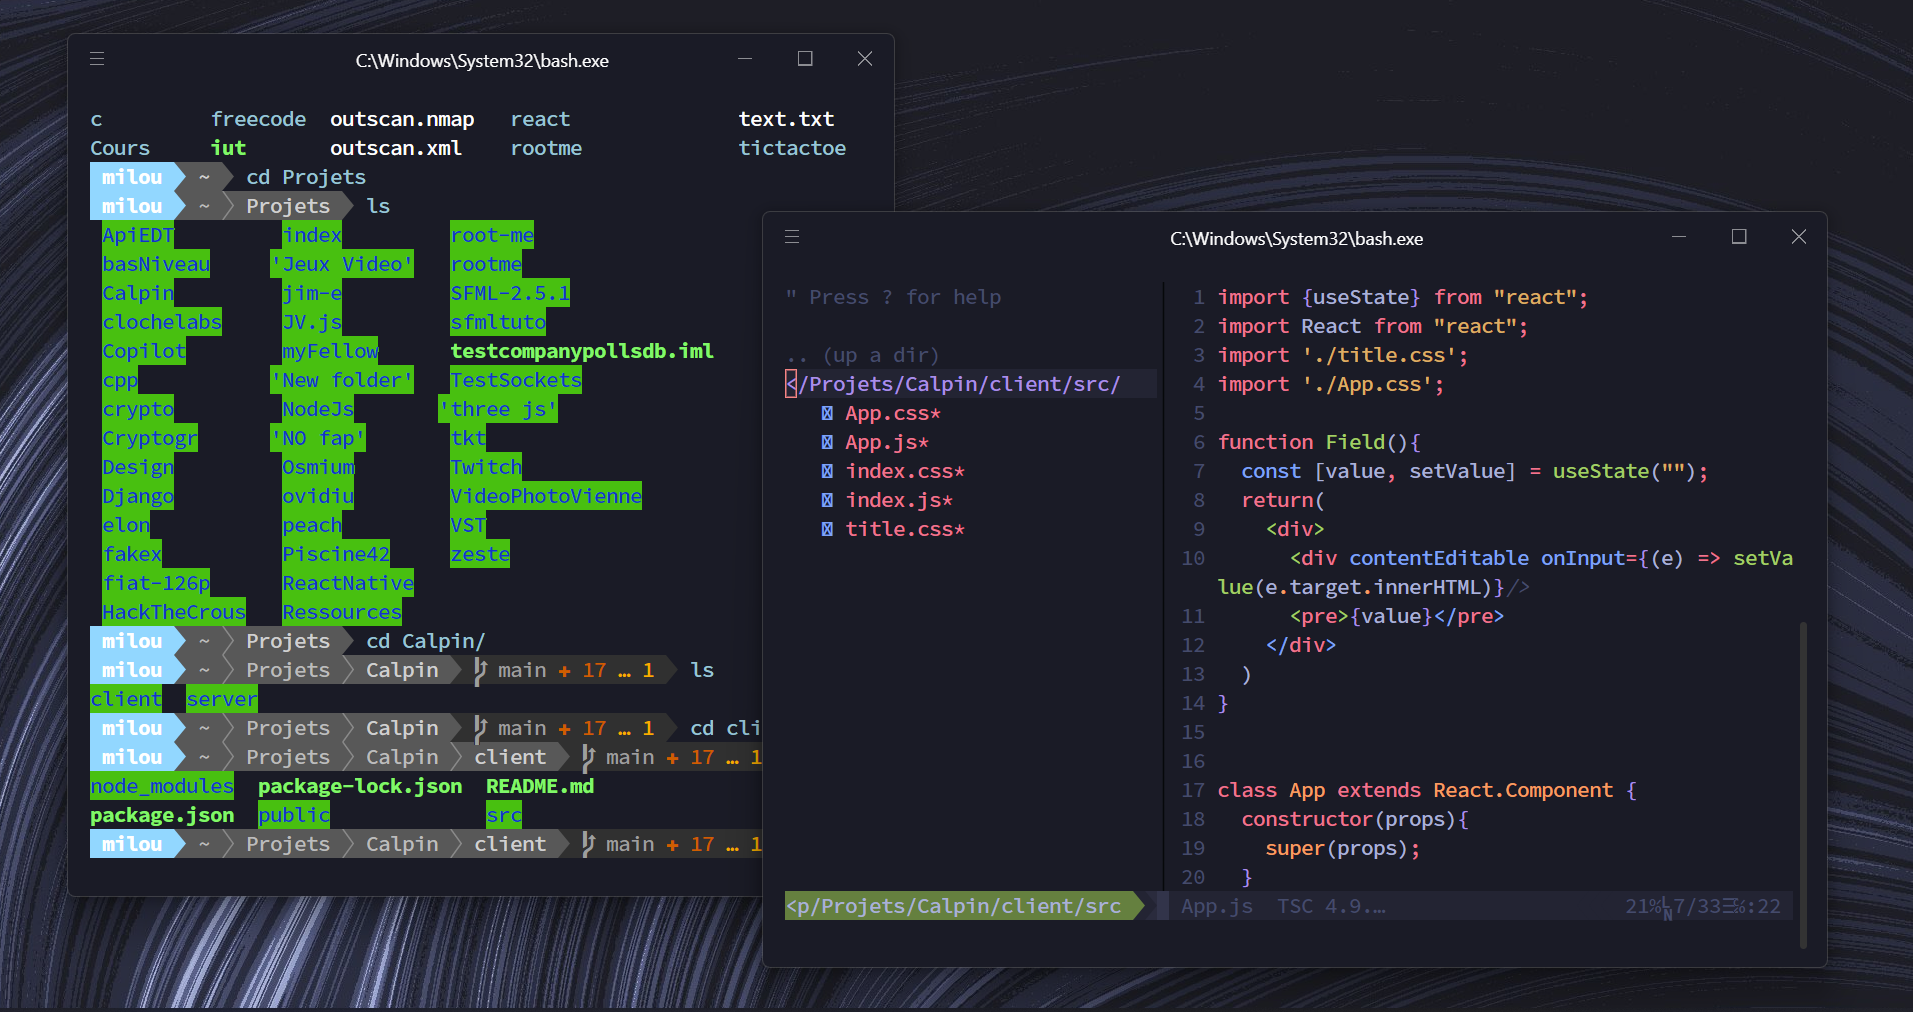 C:\Windows\System32\bash.exe
c freecode outscan.nmap react text.txt
Cours iut outscan.xml rootme tictactoe
milou ~ cd Projets
milou ~ Projets ls
ApiEDT index root-me
basNiveau 'Jeux Video' rootme
Calpin jim-e SFML-2.5.1
clochelabs JV.js sfmltuto
Copilot myFellow testcompanypollsdb.iml
cpp 'New folder' TestSockets
crypto NodeJs 'three js'
Cryptogr 'NO fap' tkt
Design Osmium Twitch
Django ovidiu VideoPhotoVienne
elon peach VST
fakex Piscine42 zeste
fiat-126p ReactNative
HackTheCrous Ressources
milou ~ Projets cd Calpin/
milou ~ Projets Calpin main + 17 … 1 ls
client server
milou ~ Projets Calpin main + 17 … 1 cd cli
milou ~ Projets Calpin client main + 17 … 1
node_modules package-lock.json README.md
package.json public src
milou ~ Projets Calpin client main + 17 … 1
C:\Windows\System32\bash.exe
" Press ? for help
.. (up a dir)
</Projets/Calpin/client/src/
App.css*
App.js*
index.css*
index.js*
title.css*
<p/Projets/Calpin/client/src
1 import {useState} from "react";
2 import React from "react";
3 import './title.css';
4 import './App.css';
5
6 function Field(){
7 const [value, setValue] = useState("");
8 return(
9 <div>
10 <div contentEditable onInput={(e) => setVa
lue(e.target.innerHTML)}/>
11 <pre>{value}</pre>
12 </div>
13 )
14 }
15
16
17 class App extends React.Component {
18 constructor(props){
19 super(props);
20 }
App.js TSC 4.9.… 21% 7/33 :22